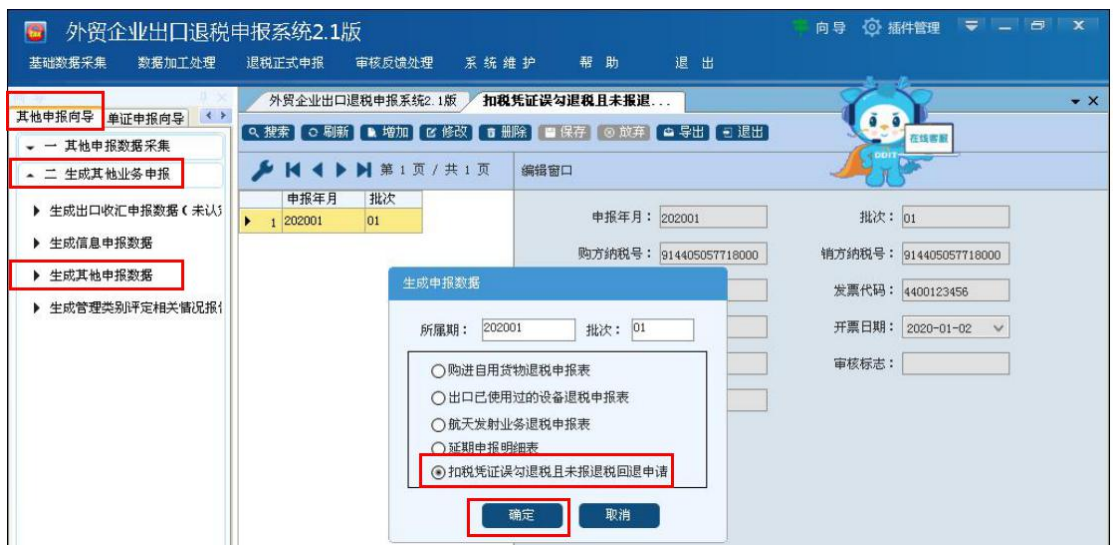 外贸企业出口退税申报系统2.1版
向导 插件管理
基础数据采集 数据加工处理 退税正式申报 审核反馈处理 系统维护 帮助 退出
外贸企业出口退税申报系统2.1版 扣税凭证误勾退税且未报退...
其他申报向导 单证申报向导
搜索 刷新 增加 修改 删除 保存 放弃 导出 退出
在线客服
ODIT
一 其他申报数据采集
二 生成其他业务申报
第 1 页 / 共 1 页
编辑窗口
申报年月 批次
1 202001 01
申报年月: 202001 批次: 01
生成出口收汇申报数据(未认
购方纳税号: 914405057718000 销方纳税号: 914405057718000
生成信息申报数据
生成其他申报数据
生成申报数据
发票代码: 4400123456
生成管理类别评定相关情况报
所属期: 202001 批次: 01
开票日期: 2020-01-02
审核标志:
购进自用货物退税申报表
出口已使用过的设备退税申报表
航天发射业务退税申报表
延期申报明细表
扣税凭证误勾退税且未报退税回退申请
确定 取消